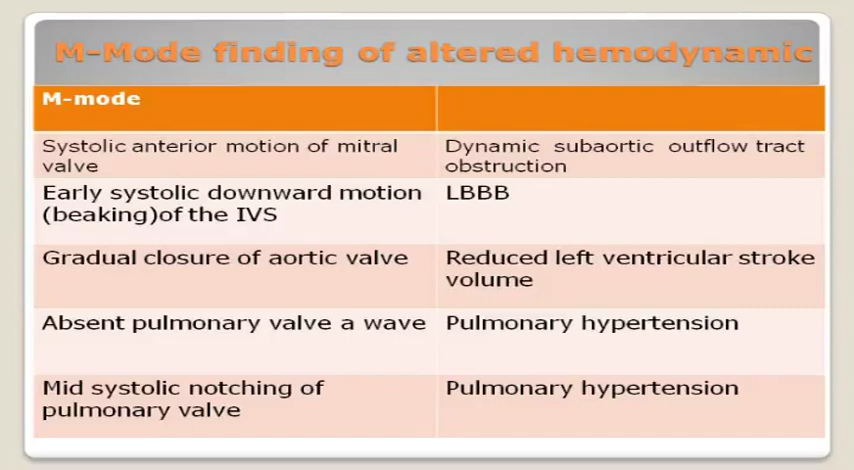 M-Mode finding of altered hemodynamic
M-mode
Systolic anterior motion of mitral
valve
Dynamic subaortic outflow tract
obstruction
Early systolic downward motion
(beaking)of the IVS
LBBB
Gradual closure of aortic valve
Reduced left ventricular stroke
volume
Absent pulmonary valve a wave
Pulmonary hypertension
Mid systolic notching of
pulmonary valve
Pulmonary hypertension